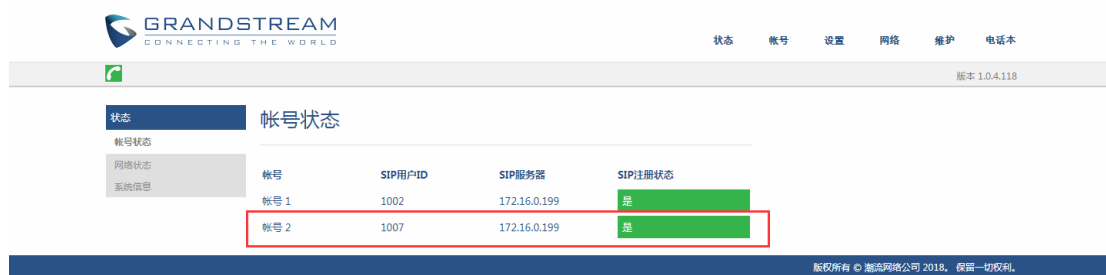 GRANDSTREAM
CONNECTING THE WORLD
状态 帐号 设置 网络 维护 电话本
版本 1.0.4.118
状态
帐号状态
网络状态
系统信息
帐号状态
帐号 SIP用户ID SIP服务器 SIP注册状态
帐号 1 1002 172.16.0.199 是
帐号 2 1007 172.16.0.199 是
版权所有 © 潮流网络公司 2018。 保留一切权利。